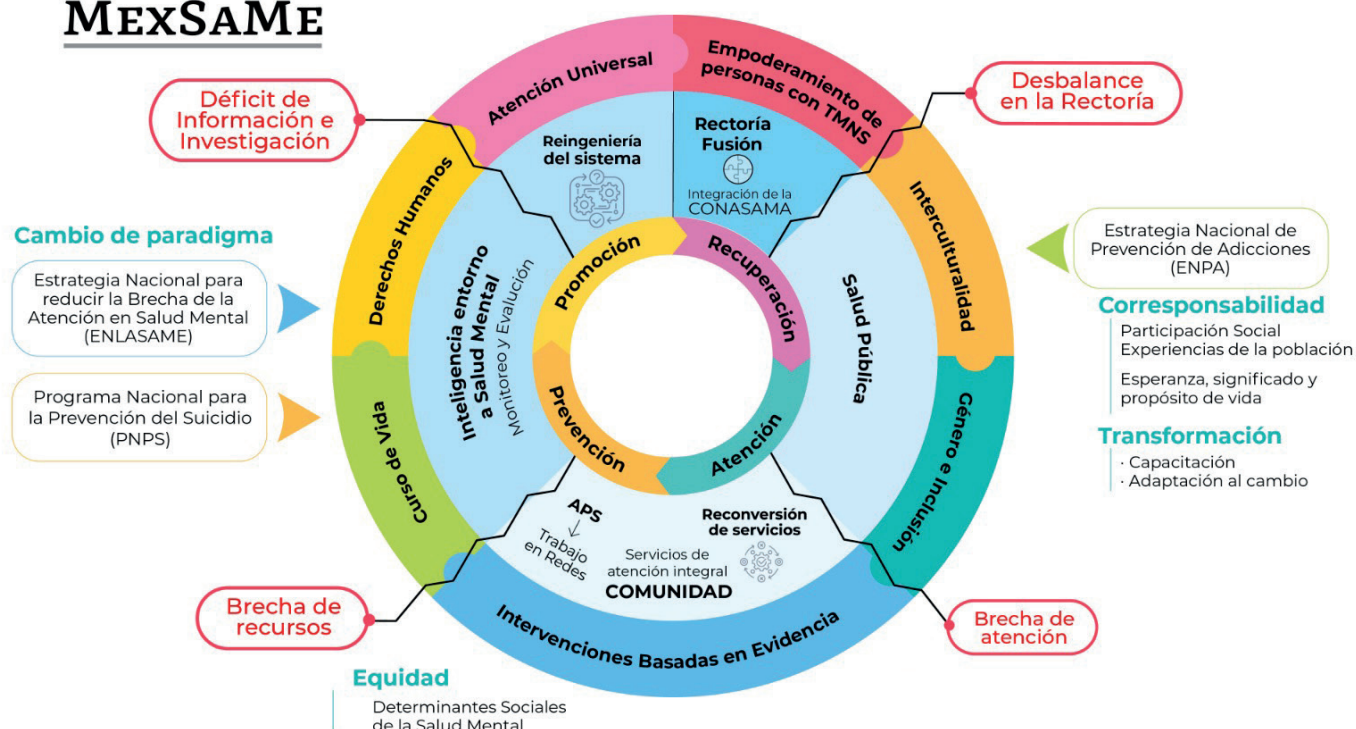 MEXSAME
Déficit de
Información e
Investigación
Desbalance
en la Rectoría
Atención Universal
Empoderamiento de
personas con TMNS
Derechos Humanos
Interculturalidad
Curso de Vida
Género e Inclusión
Intervenciones Basadas en Evidencia
Reingeniería
del sistema
Rectoría
Fusión
Integración de la
CONASAMA
Inteligencia entorno
a Salud Mental
Monitoreo y Evalución
Salud Pública
Promoción
Recuperación
Prevención
Atención
APS
Trabajo
en Redes
Servicios de
atención integral
COMUNIDAD
Reconversión
de servicios
Cambio de paradigma
Estrategia Nacional para
reducir la Brecha de la
Atención en Salud Mental
(ENLASAME)
Programa Nacional para
la Prevención del Suicidio
(PNPS)
Estrategia Nacional de
Prevención de Adicciones
(ENPA)
Corresponsabilidad
Participación Social
Experiencias de la población
Esperanza, significado y
propósito de vida
Transformación
· Capacitación
· Adaptación al cambio
Brecha de
recursos
Brecha de
atención
Equidad
Determinantes Sociales
de la Salud Mental